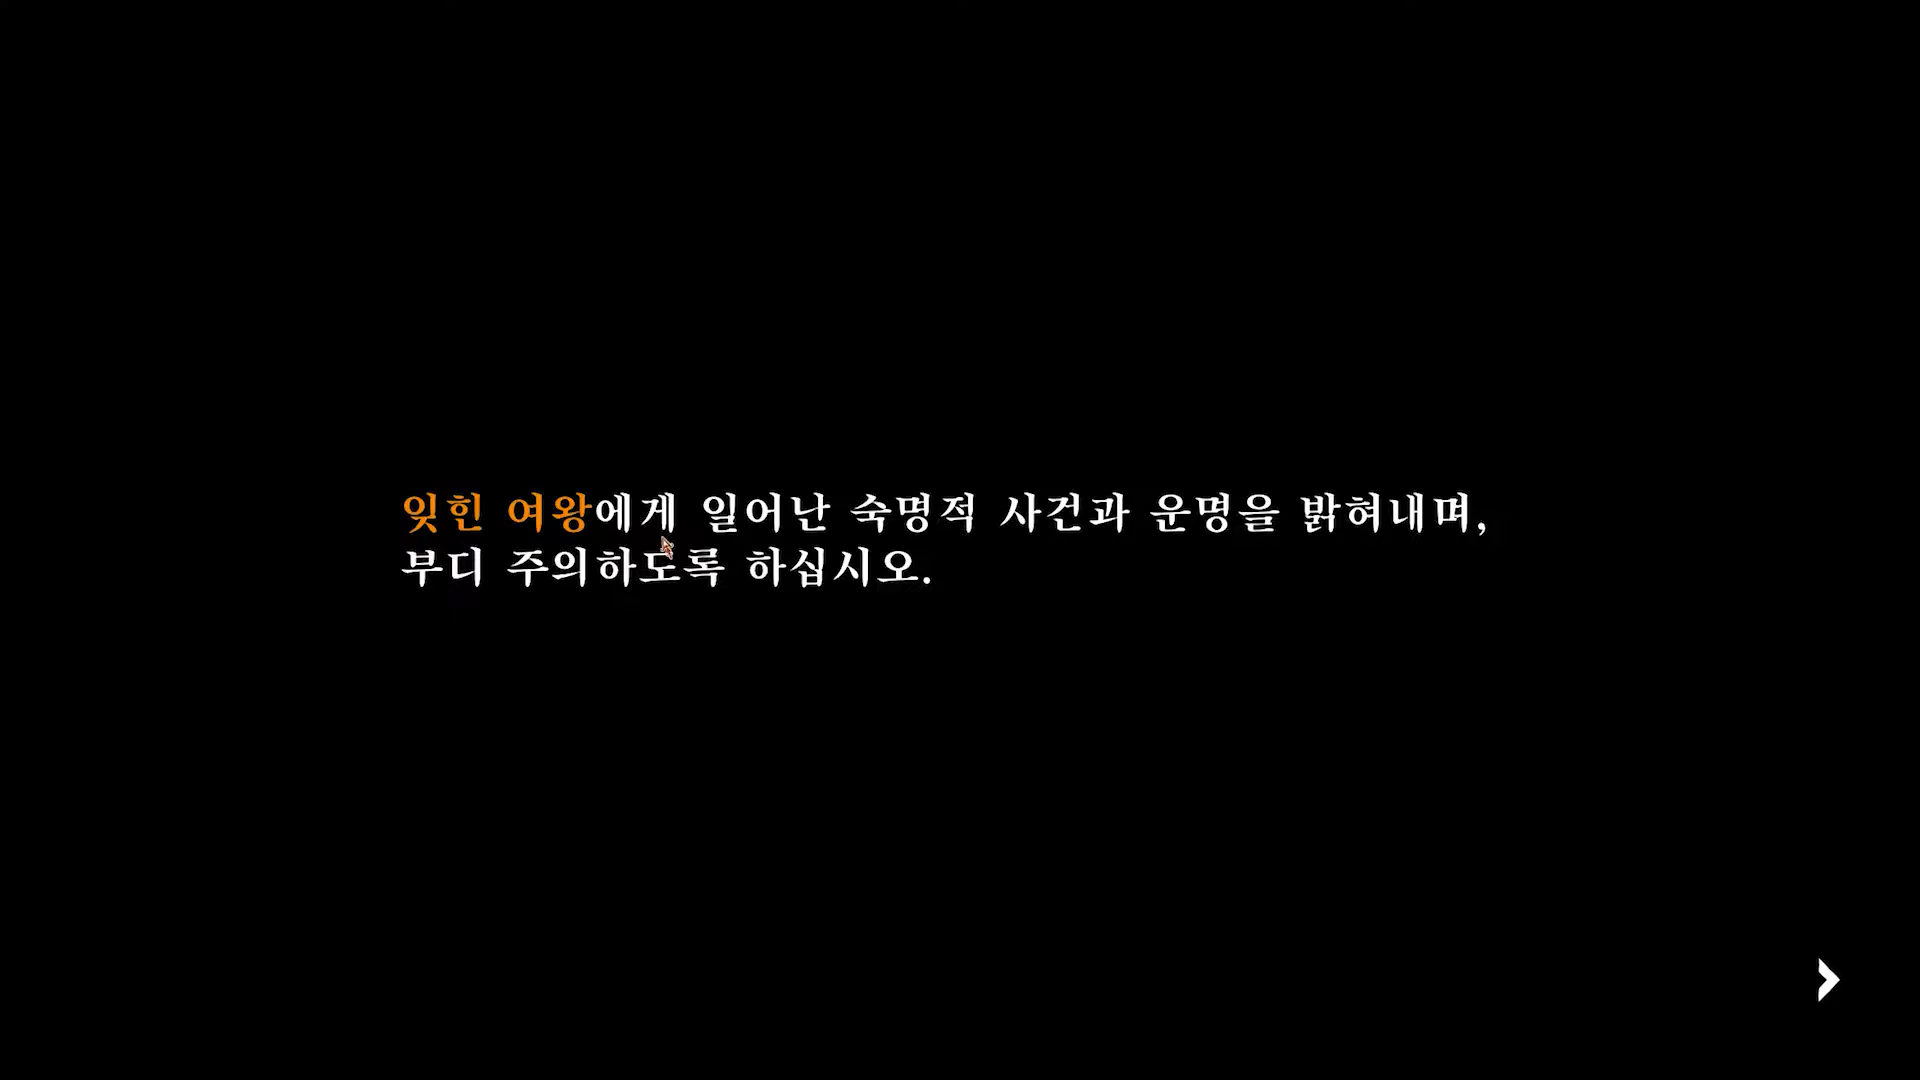 잊힌 여왕에게 일어난 숙명적 사건과 운명을 밝혀내며,
부디 주의하도록 하십시오.